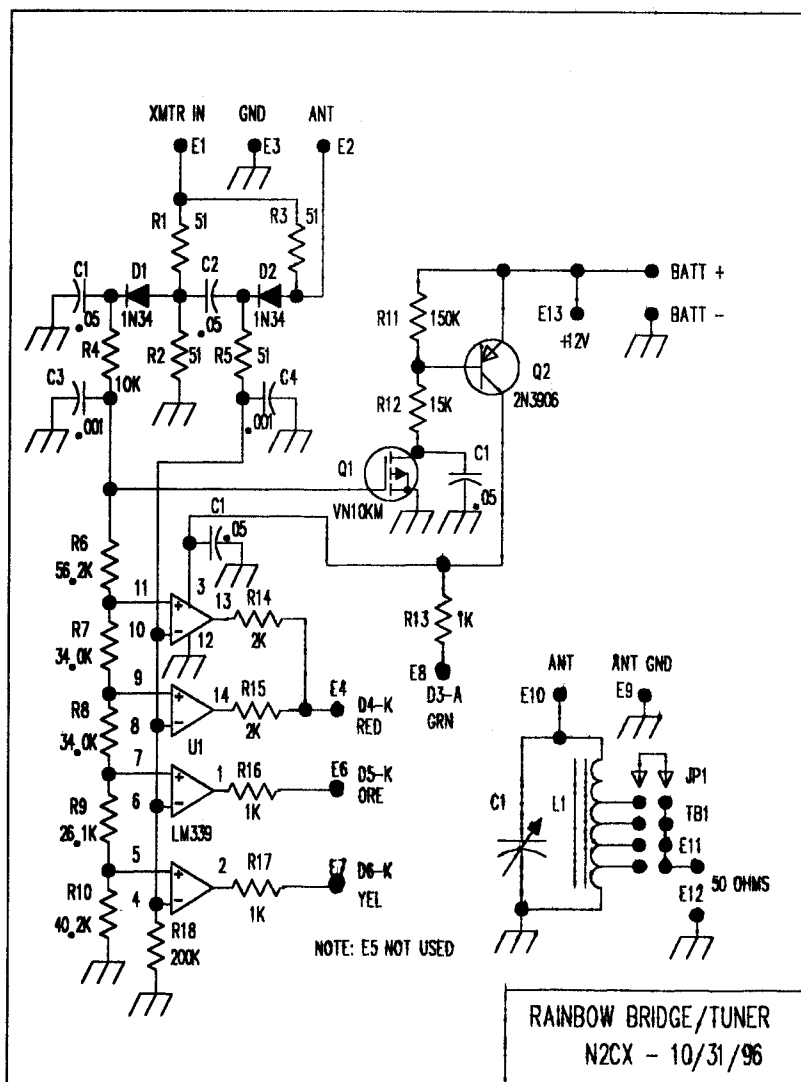 XMTR IN GND ANT
E1 E3 E2
R1 51 R3 51
C1 D1 C2 D2
.05 1N34 .05 1N34
R4 10K R2 51 R5 51
C3 .001 C4 .001
R11 150K
E13 +12V
BATT +
BATT -
Q2
2N3906
R12 15K
Q1
VN10KM
C1 .05
C1 .05
R6
56.2K
11 3 13 R14
10 12 2K
R7
34.0K
R13 1K
E8
D3-A
GRN
9 14 R15 E4 D4-K
8 2K RED
R8
34.0K
U1
7 1 R16 E6 D5-K
6 1K ORE
R9
26.1K
LM339
5 2 R17 E7 D6-K
4 1K YEL
R10
40.2K
R18
200K
NOTE: E5 NOT USED
ANT ANT GND
E10 E9
JP1
C1 L1 TB1
E11
50 OHMS
E12
RAINBOW BRIDGE/TUNER
N2CX - 10/31/96